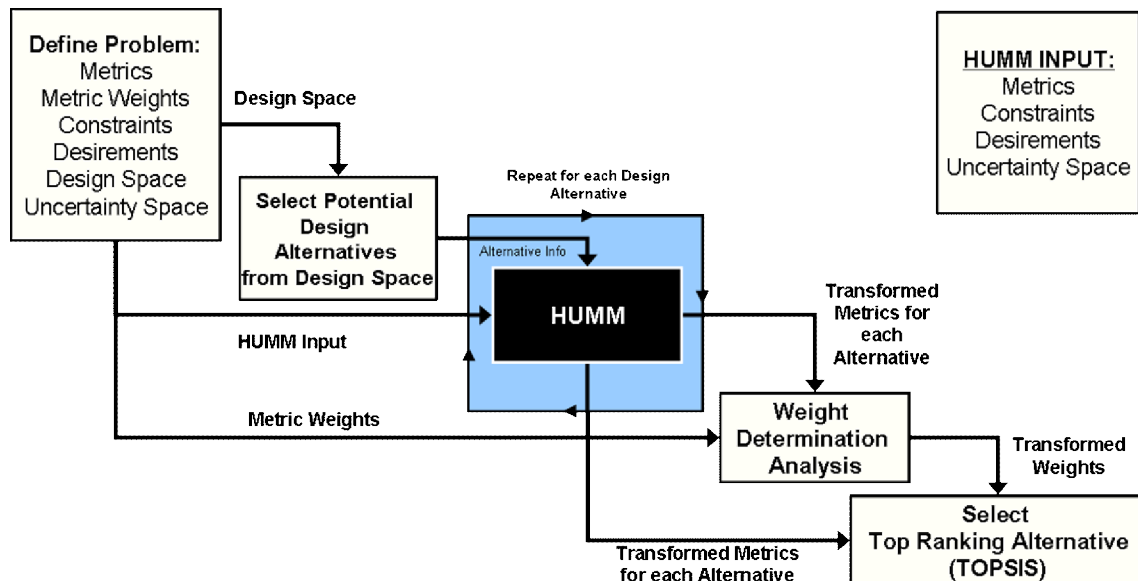 Define Problem:
Metrics
Metric Weights
Constraints
Desirements
Design Space
Uncertainty Space
Design Space
HUMM INPUT:
Metrics
Constraints
Desirements
Uncertainty Space
Select Potential
Design
Alternatives
from Design Space
Repeat for each Design
Alternative
Alternative Info
HUMM
HUMM Input
Transformed
Metrics for
each
Alternative
Metric Weights
Weight
Determination
Analysis
Transformed
Weights
Transformed Metrics
for each Alternative
Select
Top Ranking Alternative
(TOPSIS)